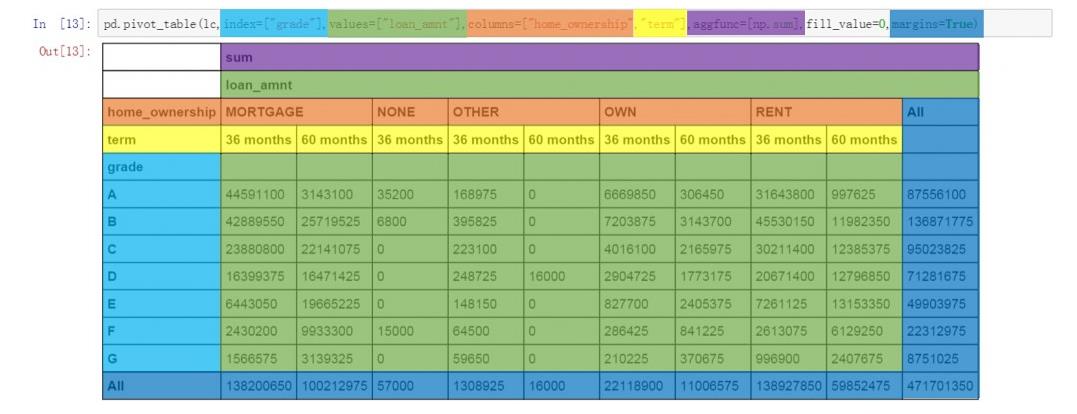 In [13]: pd.pivot_table(lc,index=["grade"],values=["loan_amnt"],columns=["home_ownership","term"],aggfunc=[np.sum],fill_value=0,margins=True)
Out[13]:
sum
loan_amnt
home_ownership MORTGAGE NONE OTHER OWN RENT All
term 36 months 60 months 36 months 36 months 60 months 36 months 60 months 36 months 60 months
grade
A 44591100 3143100 35200 168975 0 6669850 306450 31643800 997625 87556100
B 42889550 25719525 6800 395825 0 7203875 3143700 45530150 11982350 136871775
C 23880800 22141075 0 223100 0 4016100 2165975 30211400 12385375 95023825
D 16399375 16471425 0 248725 16000 2904725 1773175 20671400 12796850 71281675
E 6443050 19665225 0 148150 0 827700 2405375 7261125 13153350 49903975
F 2430200 9933300 15000 64500 0 286425 841225 2613075 6129250 22312975
G 1566575 3139325 0 59650 0 210225 370675 996900 2407675 8751025
All 138200650 100212975 57000 1308925 16000 22118900 11006575 138927850 59852475 471701350